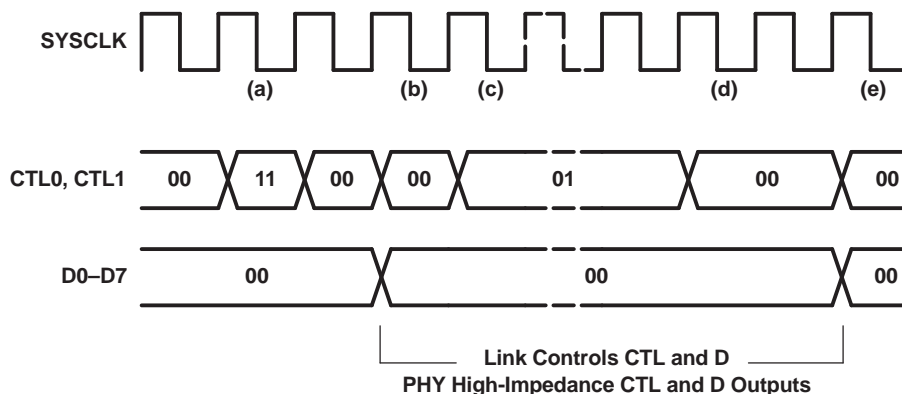 SYSCLK
(a) (b) (c) (d) (e)
CTL0, CTL1 00 11 00 00 01 00 00
D0–D7 00 00 00
Link Controls CTL and D
PHY High-Impedance CTL and D Outputs